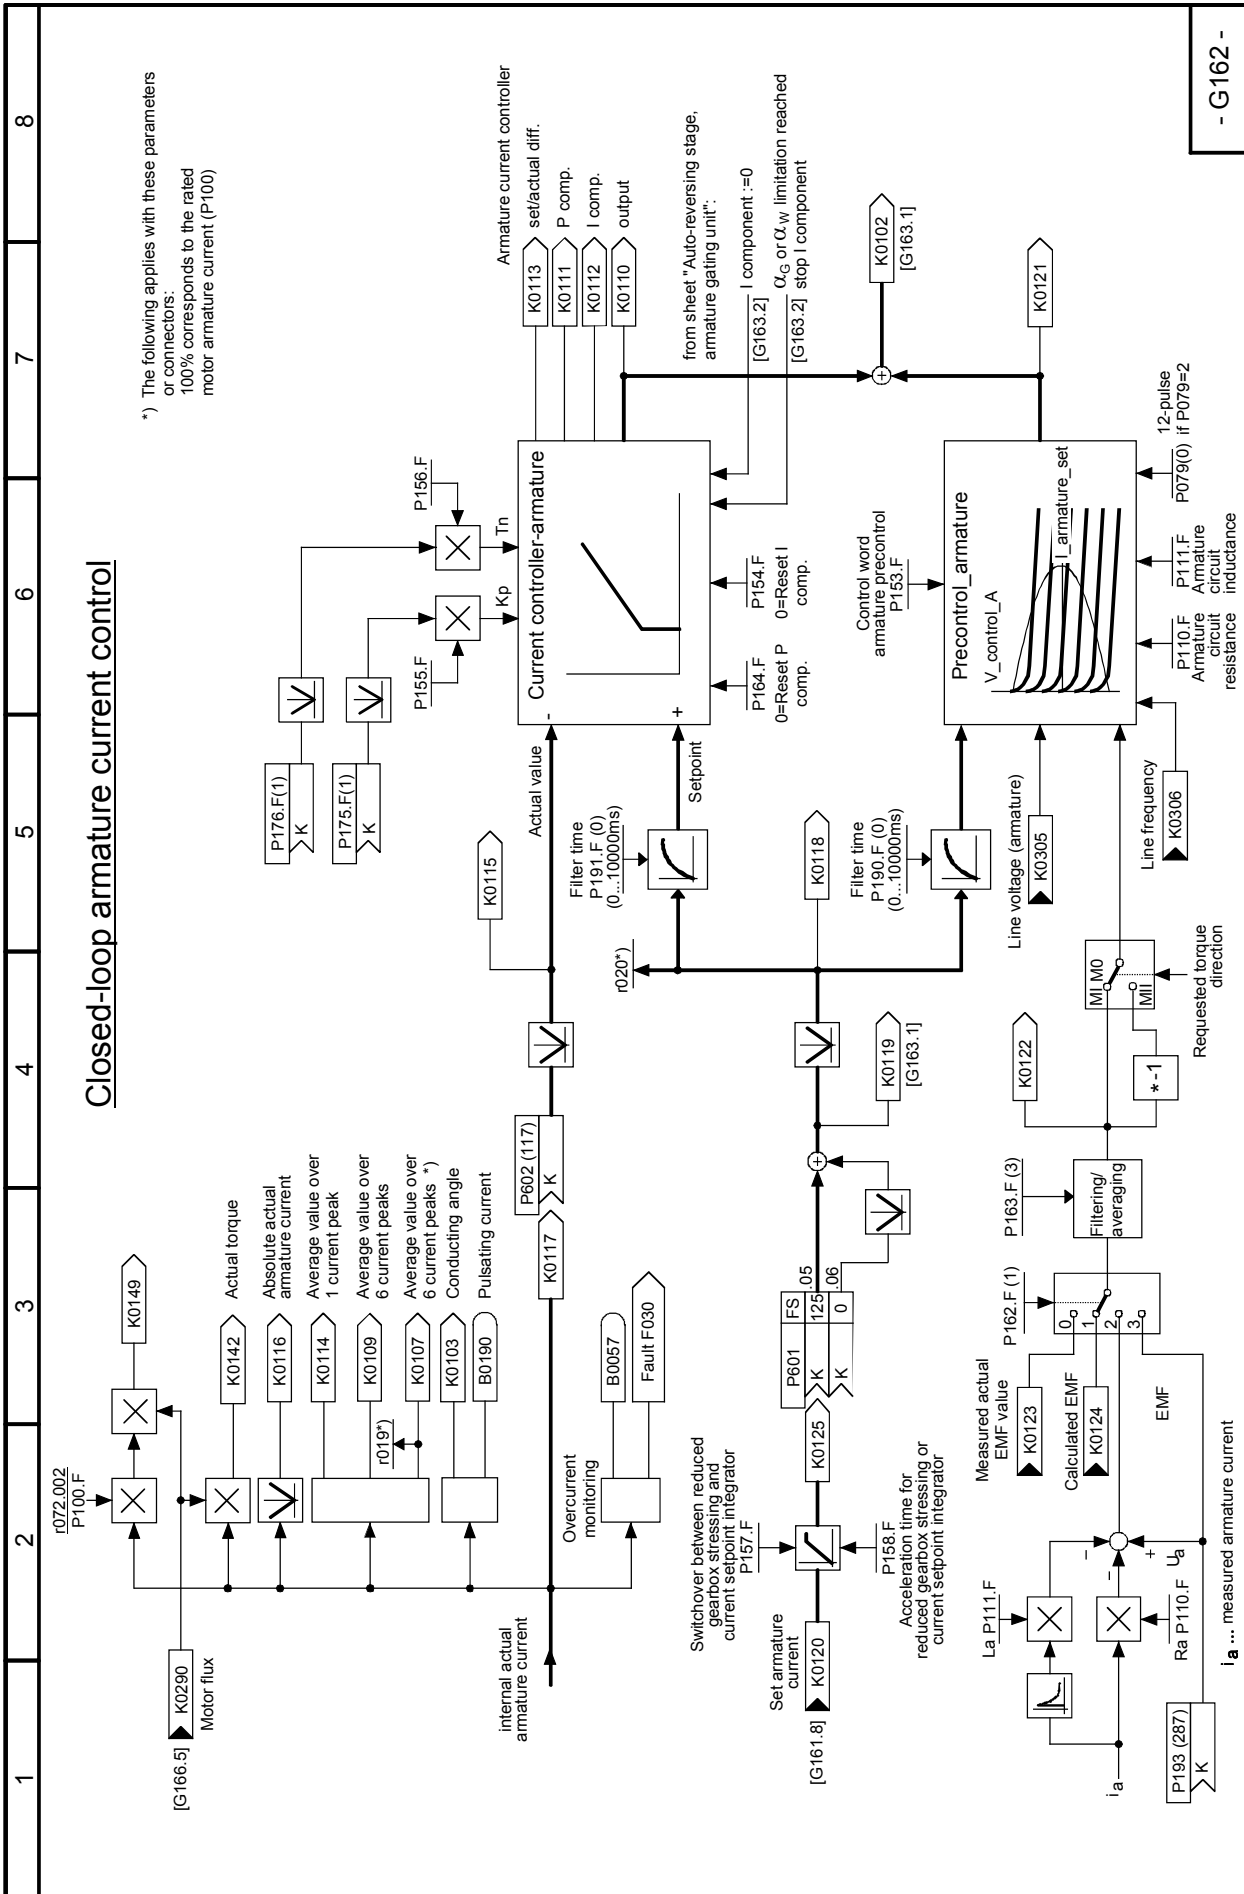 1
2
3
4
5
6
7
8
Closed-loop armature current control
*) The following applies with these parameters
or connectors:
100% corresponds to the rated
motor armature current (P100)
r072.002
P100.F
[G166.5]
K0290
Motor flux
K0149
K0142
Actual torque
K0116
Absolute actual
armature current
K0114
Average value over
1 current peak
K0109
Average value over
6 current peaks
r019*)
K0107
Average value over
6 current peaks *)
K0103
Conducting angle
B0190
Pulsating current
internal actual
armature current
Overcurrent
monitoring
B0057
Fault F030
K0117
P602 (117)
K
K0115
Actual value
P176.F(1)
K
P175.F(1)
K
P155.F
P156.F
Kp
Tn
Current controller-armature
-
+
Setpoint
Filter time
P191.F (0)
(0...10000ms)
P164.F
0=Reset P
comp.
P154.F
0=Reset I
comp.
Armature current controller
K0113
set/actual diff.
K0111
P comp.
K0112
I comp.
K0110
output
from sheet "Auto-reversing stage,
armature gating unit":
I component :=0
[G163.2]
αG or αW limitation reached
[G163.2]
stop I component
K0102
[G163.1]
+
K0121
Switchover between reduced
gearbox stressing and
current setpoint integrator
P157.F
Set armature
current
[G161.8]
K0120
P158.F
Acceleration time for
reduced gearbox stressing or
current setpoint integrator
K0125
P601
FS
K
125
.05
K
0
.06
+
K0119
[G163.1]
r020*)
K0118
Filter time
P190.F (0)
(0...10000ms)
Control word
armature precontrol
P153.F
Precontrol_armature
V_control_A
I_armature_set
Line voltage (armature)
K0305
Line frequency
K0306
P110.F
Armature
circuit
resistance
P111.F
Armature
circuit
inductance
12-pulse
P079(0) if P079=2
ia
La P111.F
Ra P110.F
P193 (287)
K
−
−
+
Ua
Measured actual
EMF value
K0123
Calculated EMF
K0124
EMF
P162.F (1)
0
1
2
3
P163.F (3)
Filtering/
averaging
K0122
*-1
MI
M0
MII
Requested torque
direction
ia ... measured armature current
- G162 -